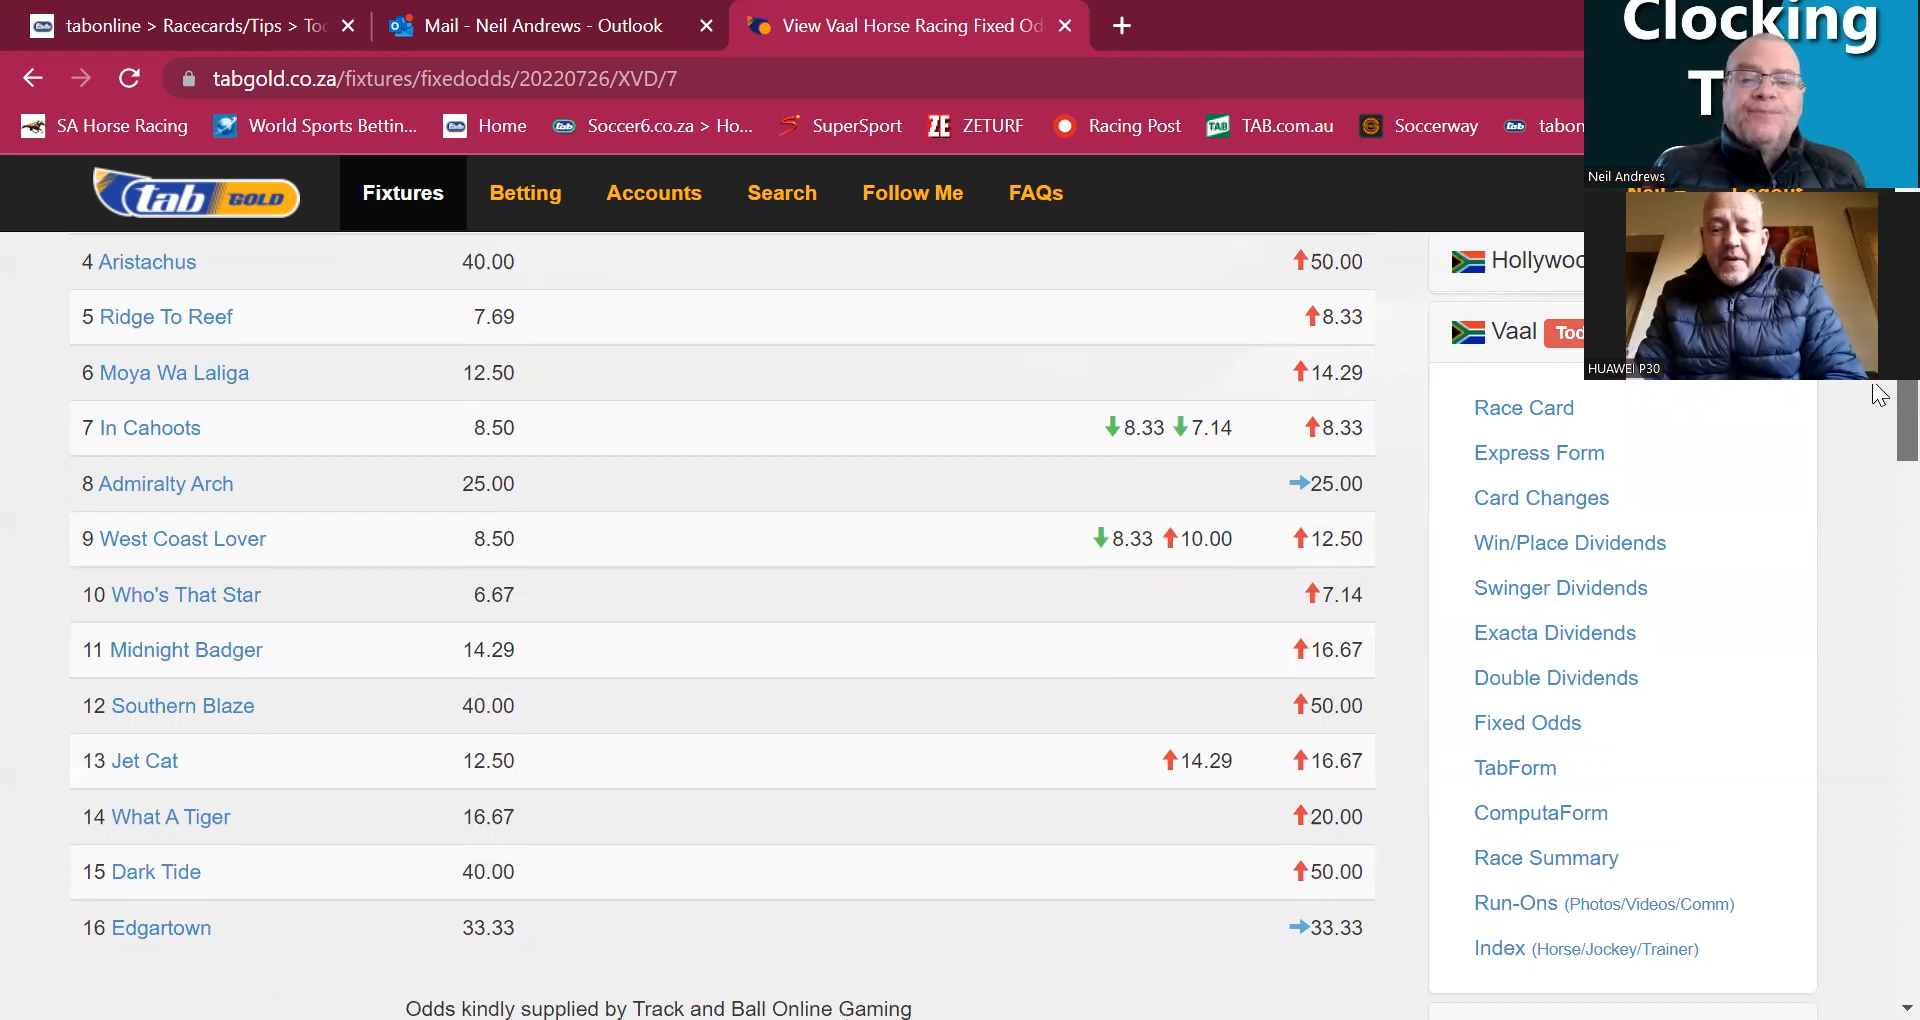 tabonline > Racecards/Tips > To
Mail - Neil Andrews - Outlook
View Vaal Horse Racing Fixed Od
tabgold.co.za/fixtures/fixedodds/20220726/XVD/7
SA Horse Racing
World Sports Bettin...
Home
Soccer6.co.za > Ho...
SuperSport
ZE ZETURF
Racing Post
TAB TAB.com.au
Soccerway
tab tabon
Clocking
T
Neil Andrews
HUAWEI P30
tab GOLD
Fixtures
Betting
Accounts
Search
Follow Me
FAQs
4 Aristachus 40.00 50.00
5 Ridge To Reef 7.69 8.33
6 Moya Wa Laliga 12.50 14.29
7 In Cahoots 8.50 8.33 7.14 8.33
8 Admiralty Arch 25.00 25.00
9 West Coast Lover 8.50 8.33 10.00 12.50
10 Who's That Star 6.67 7.14
11 Midnight Badger 14.29 16.67
12 Southern Blaze 40.00 50.00
13 Jet Cat 12.50 14.29 16.67
14 What A Tiger 16.67 20.00
15 Dark Tide 40.00 50.00
16 Edgartown 33.33 33.33
Odds kindly supplied by Track and Ball Online Gaming
Hollywoo
Vaal Tod
Race Card
Express Form
Card Changes
Win/Place Dividends
Swinger Dividends
Exacta Dividends
Double Dividends
Fixed Odds
TabForm
ComputaForm
Race Summary
Run-Ons (Photos/Videos/Comm)
Index (Horse/Jockey/Trainer)